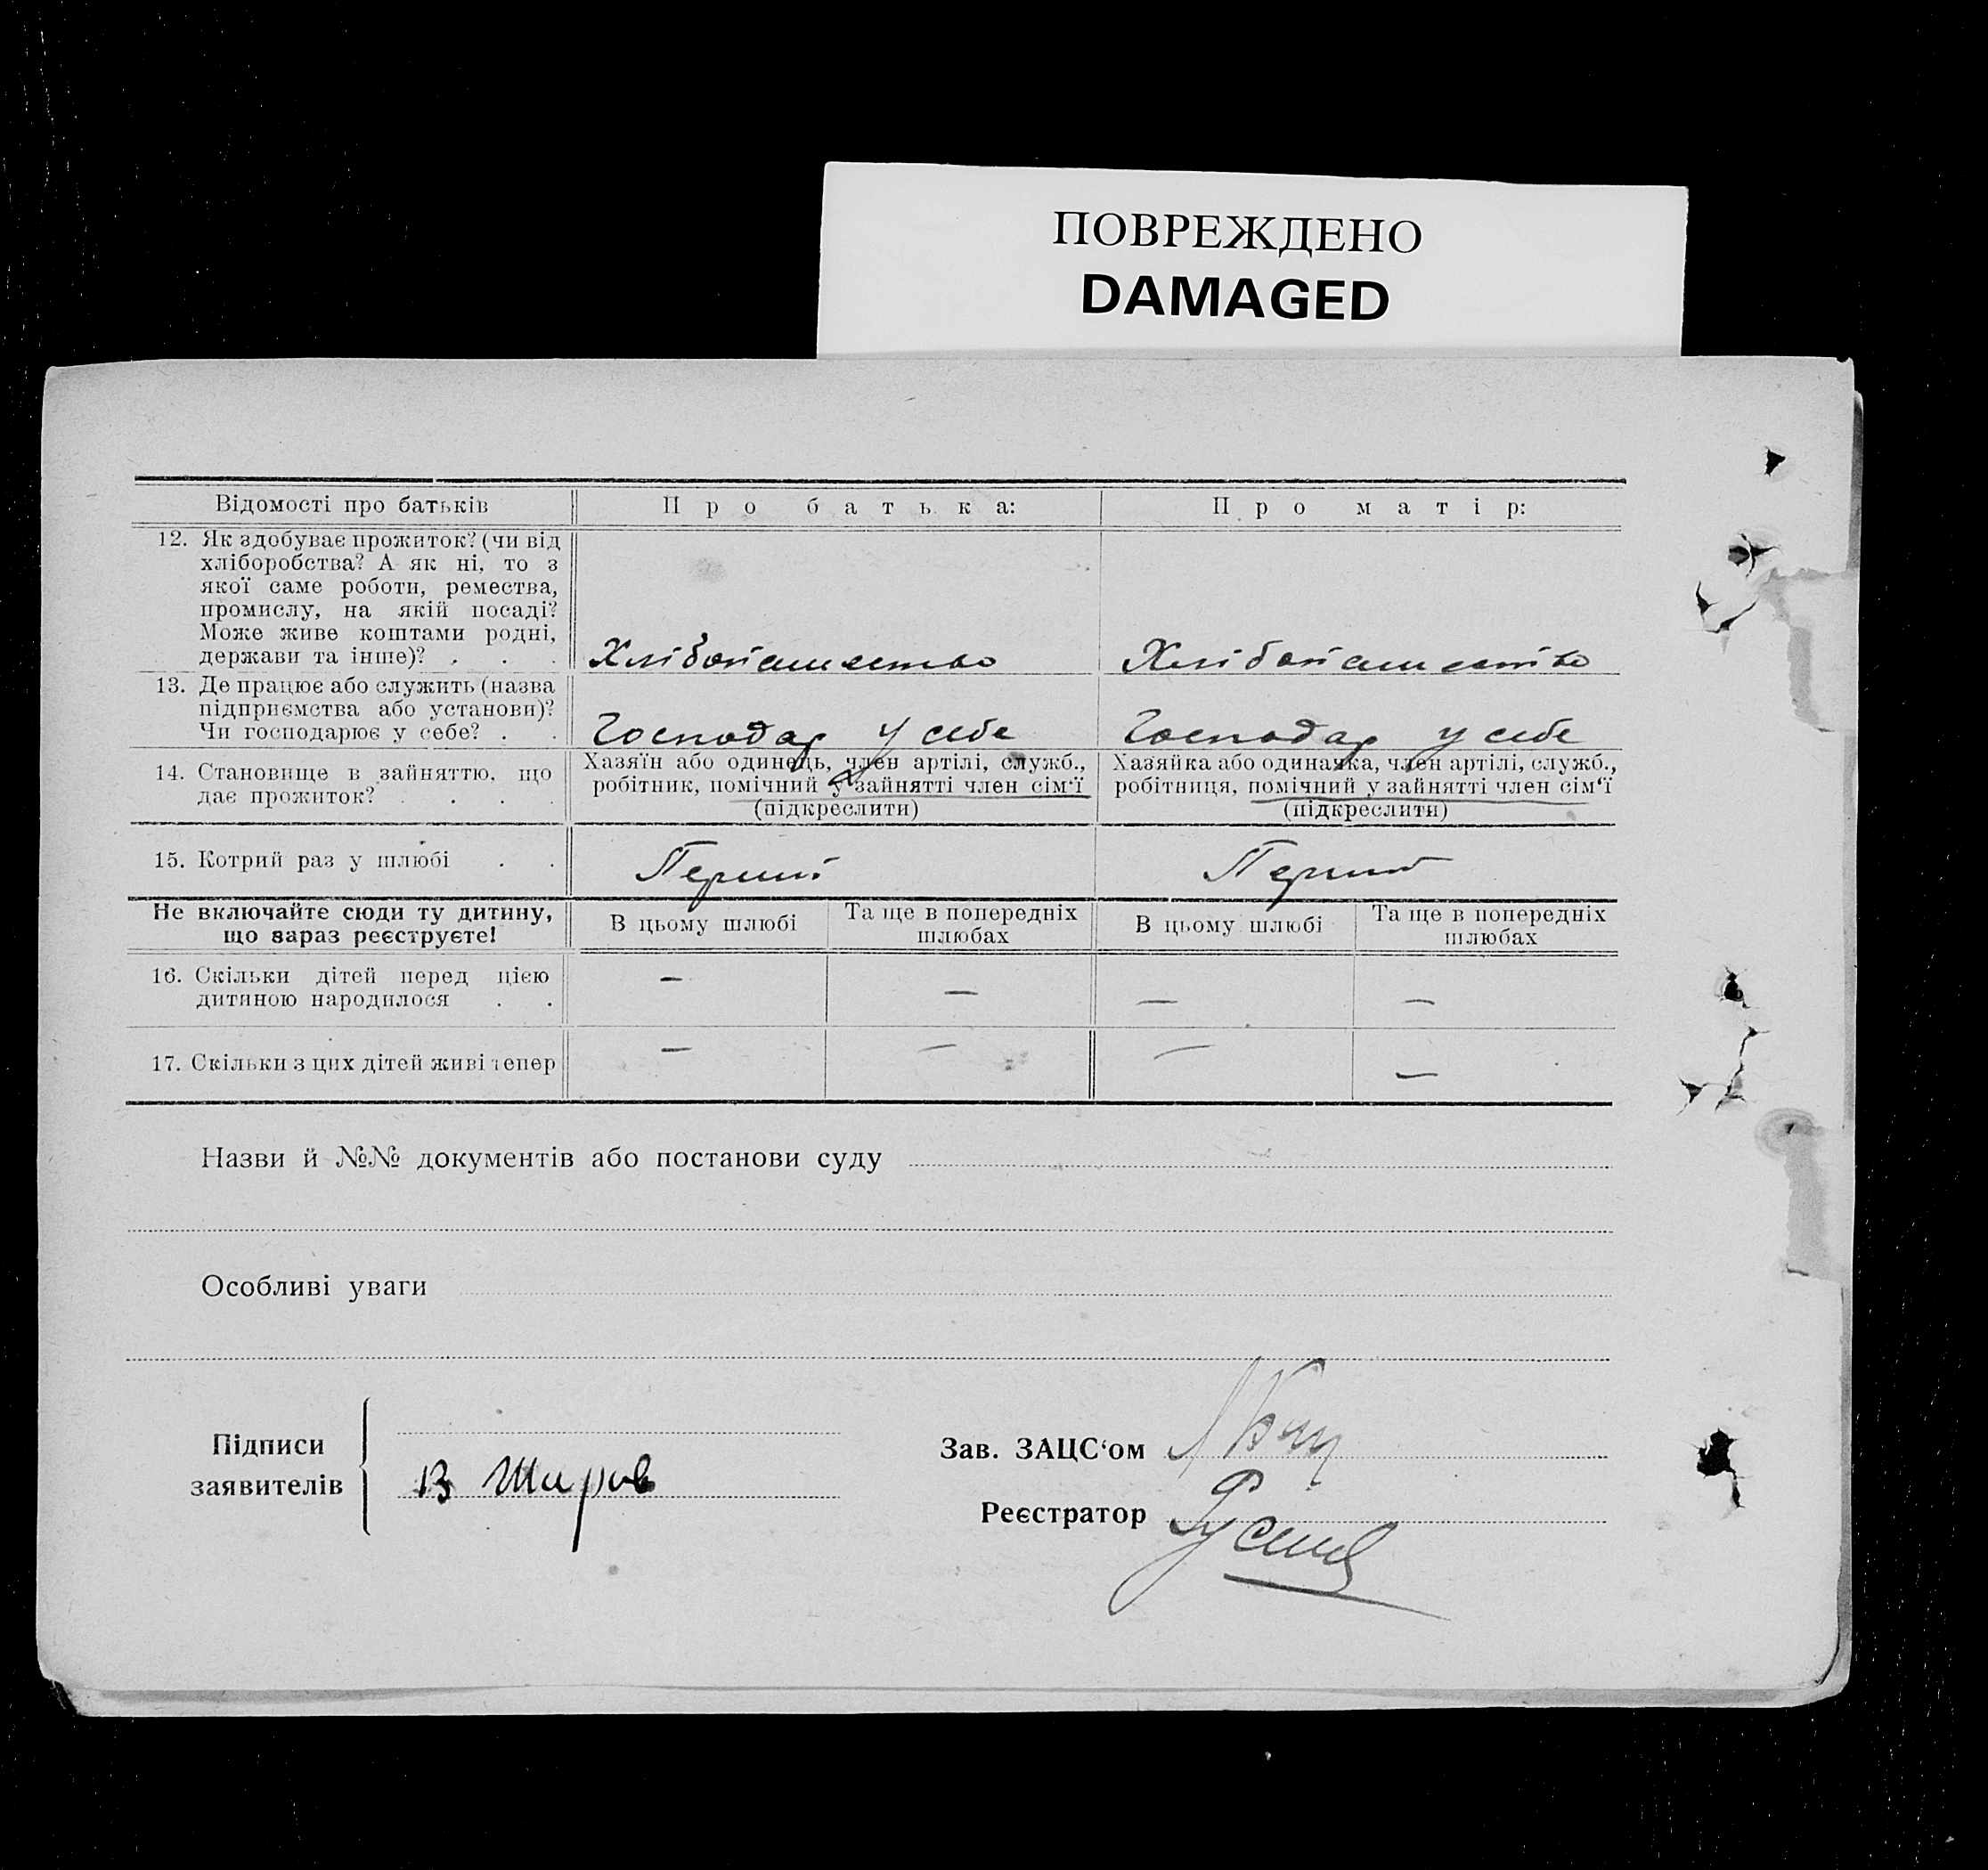 ПОВРЕЖДЕНО
DAMAGED
Відомості про батьків
Про батька:
Про матір:
12. Як здобуває прожиток? (чи від
хліборобства? А як ні, то з
якої саме роботи, ремества,
промислу, на якій посаді?
Може живе коштами родні,
держави та інше)? . . .
Хлібопашество
Хлібопашество
13. Де працює або служить (назва
підприємства або установи)?
Чи господарює у себе? . .
Господар у себе
Господар у себе
14. Становище в зайняттю, що
дає прожиток? . . . .
Хазяїн або одинець, член артілі, служб.,
робітник, помічний у зайнятті член сім'ї
(підкреслити)
Хазяйка або одиначка, член артілі, служб.,
робітниця, помічний у зайнятті член сім'ї
(підкреслити)
15. Котрий раз у шлюбі . .
Перший
Перший
Не включайте сюди ту дитину,
що зараз реєструєте!
В цьому шлюбі
Та ще в попередніх
шлюбах
В цьому шлюбі
Та ще в попередніх
шлюбах
16. Скільки дітей перед цією
дитиною народилося . .
— — — —
17. Скільки з цих дітей живі тепер
— — — —
Назви й №№ документів або постанови суду
Особливі уваги
Підписи
заявителів
В Широв
Зав. ЗАЦС'ом
Реєстратор